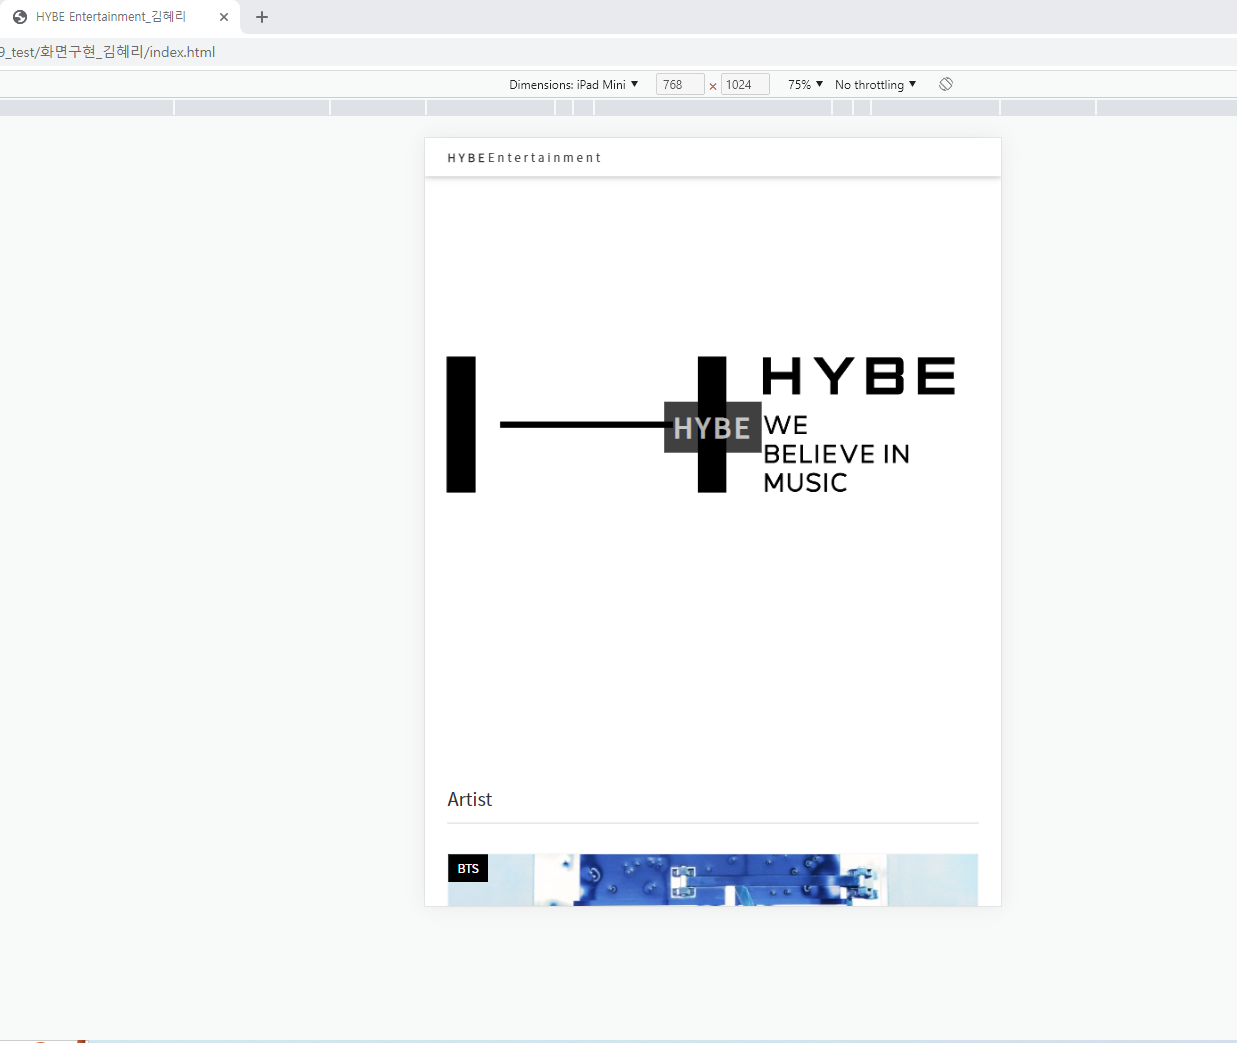 HYBE Entertainment_김혜리
9_test/화면구현_김혜리/index.html
Dimensions: iPad Mini ▼ 768 × 1024 75% ▼ No throttling ▼
HYBEEntertainment
HYBE
HYBE
WE
BELIEVE IN
MUSIC
Artist
BTS